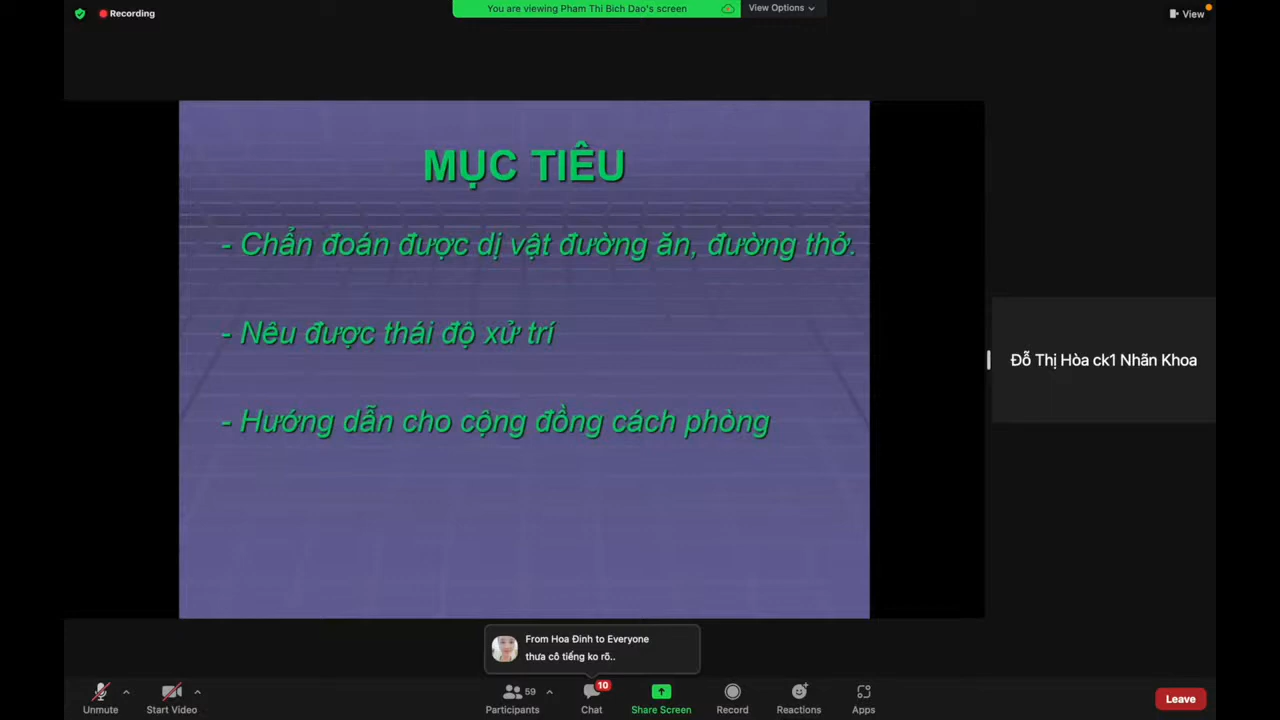 Recording
You are viewing Pham Thi Bich Dao's screen
View Options
View
MỤC TIÊU
- Chẩn đoán được dị vật đường ăn, đường thở.
- Nêu được thái độ xử trí
- Hướng dẫn cho cộng đồng cách phòng
Đỗ Thị Hòa ck1 Nhãn Khoa
From Hoa Đinh to Everyone
thưa cô tiếng ko rõ..
Unmute
Start Video
59
Participants
10
Chat
Share Screen
Record
Reactions
Apps
Leave